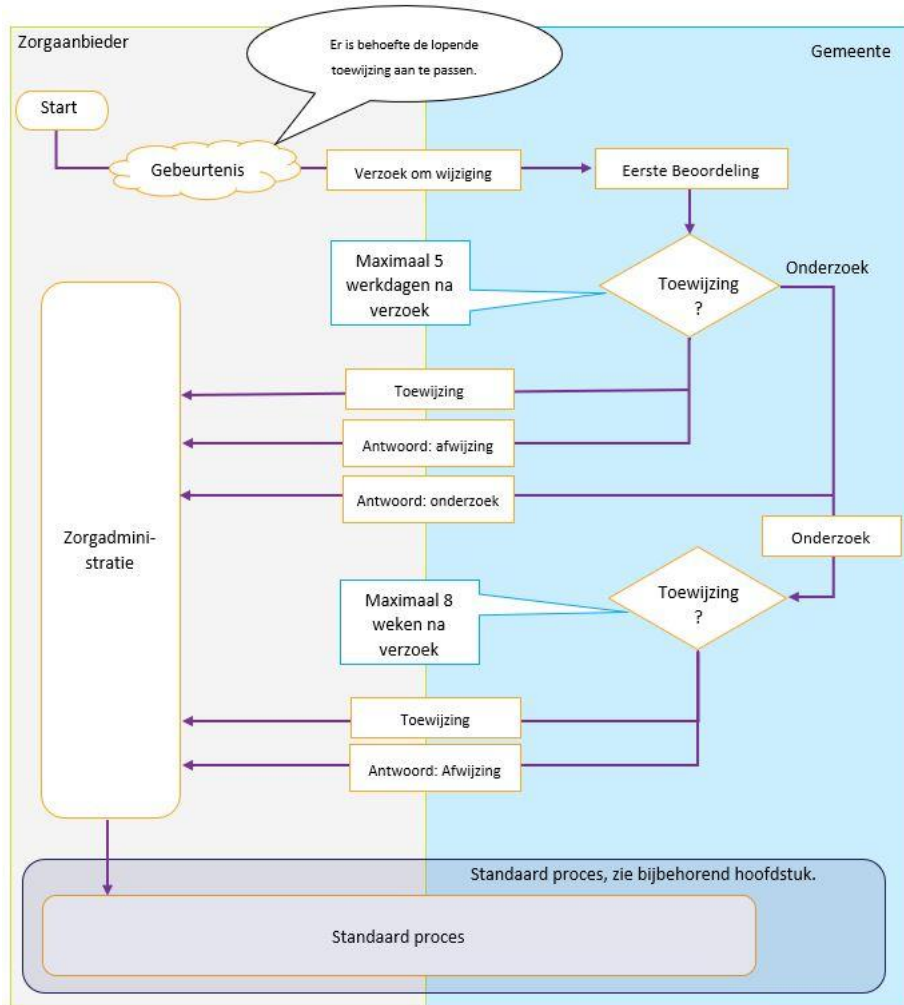 Zorgaanbieder
Er is behoefte de lopende
toewijzing aan te passen.
Gemeente
Start
Gebeurtenis
Verzoek om wijziging
Eerste Beoordeling
Maximaal 5
werkdagen na
verzoek
Toewijzing
?
Onderzoek
Toewijzing
Antwoord: afwijzing
Antwoord: onderzoek
Zorgadmini-
stratie
Onderzoek
Maximaal 8
weken na
verzoek
Toewijzing
?
Toewijzing
Antwoord: Afwijzing
Standaard proces, zie bijbehorend hoofdstuk.
Standaard proces